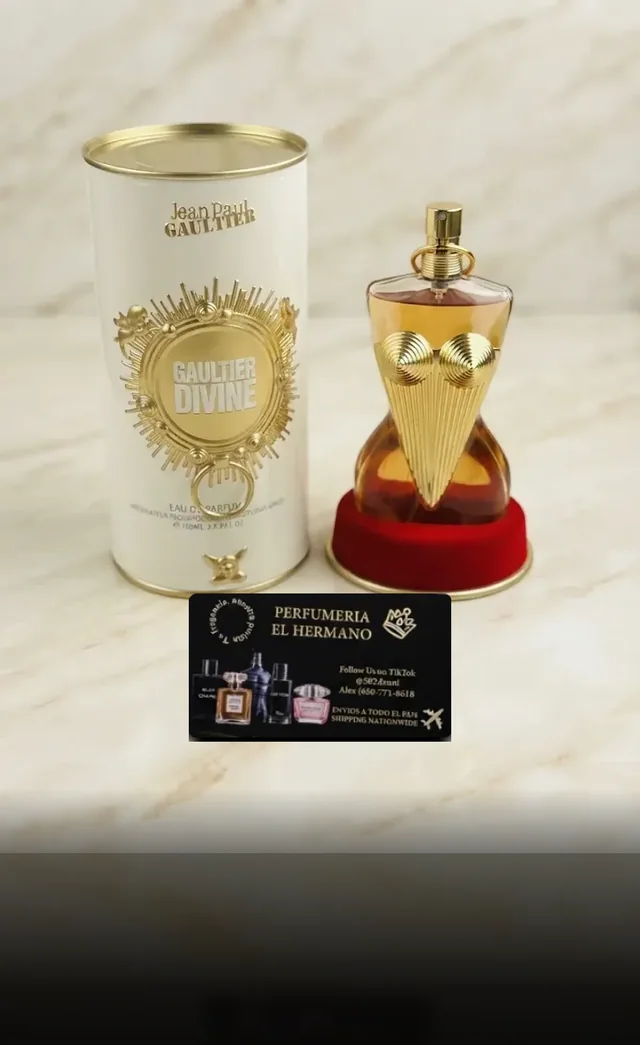 Jean Paul
GAULTIER
GAULTIER
DIVINE
EAU DE PARFUM
PERFUMERIA
EL HERMANO
Follow Us on TikTok
Alex (650-771-8618
ENVIOS A TODO EL PAIS
SHIPPING NATIONWIDE